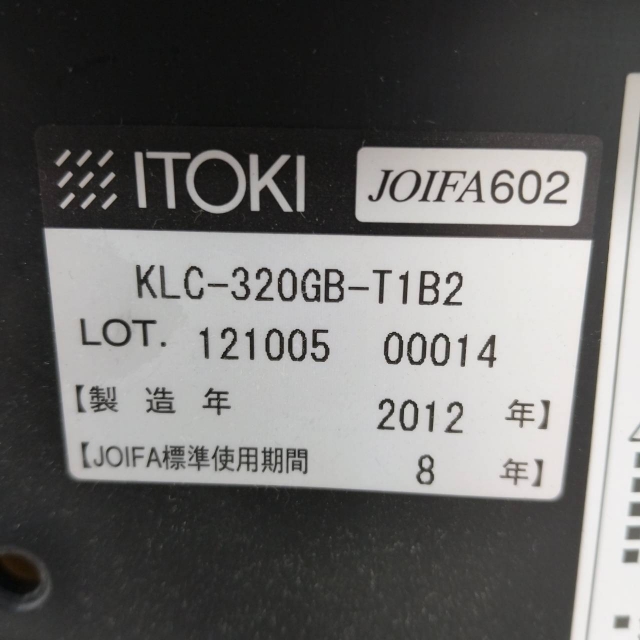 ITOKI JOIFA602
KLC-320GB-T1B2
LOT. 121005 00014
【製造年 2012 年】
【JOIFA標準使用期間 8 年】